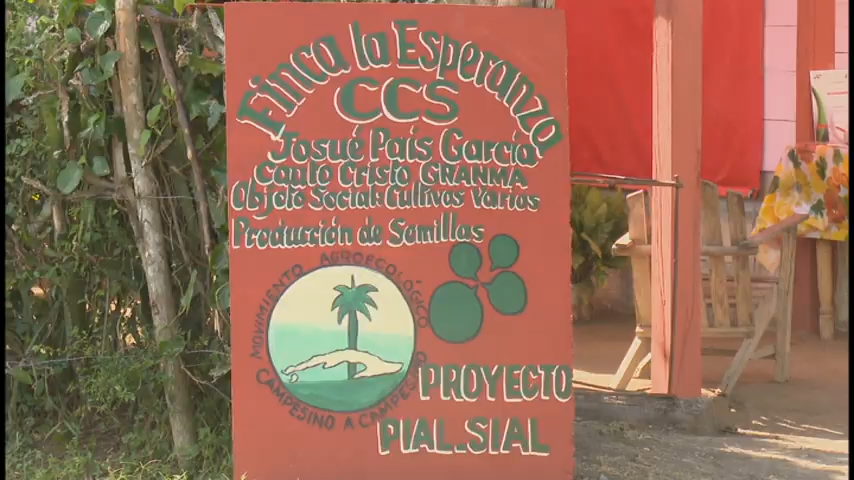 Finca la Esperanza
CCS
Josué País García
Cauto Cristo GRANMA
Objeto Social: Cultivos Varios
Producción de Semillas
MOVIMIENTO AGROECOLÓGICO
CAMPESINO A CAMPESINO
PROYECTO
PIAL-SIAL